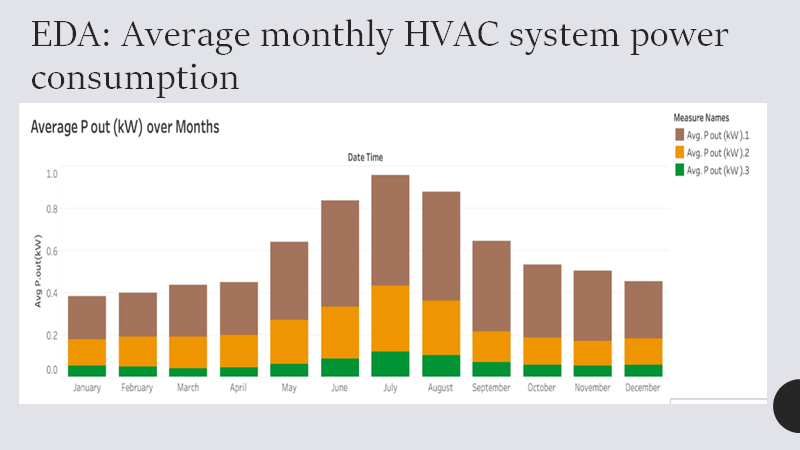 EDA: Average monthly HVAC system power
consumption
Average P out (kW) over Months
Measure Names
Avg. P out (kW).1
Avg. P out (kW).2
Avg. P out (kW).3
Date Time
Avg P.out(kW)
1.0
0.8
0.6
0.4
0.2
0.0
January February March April May June July August September October November December